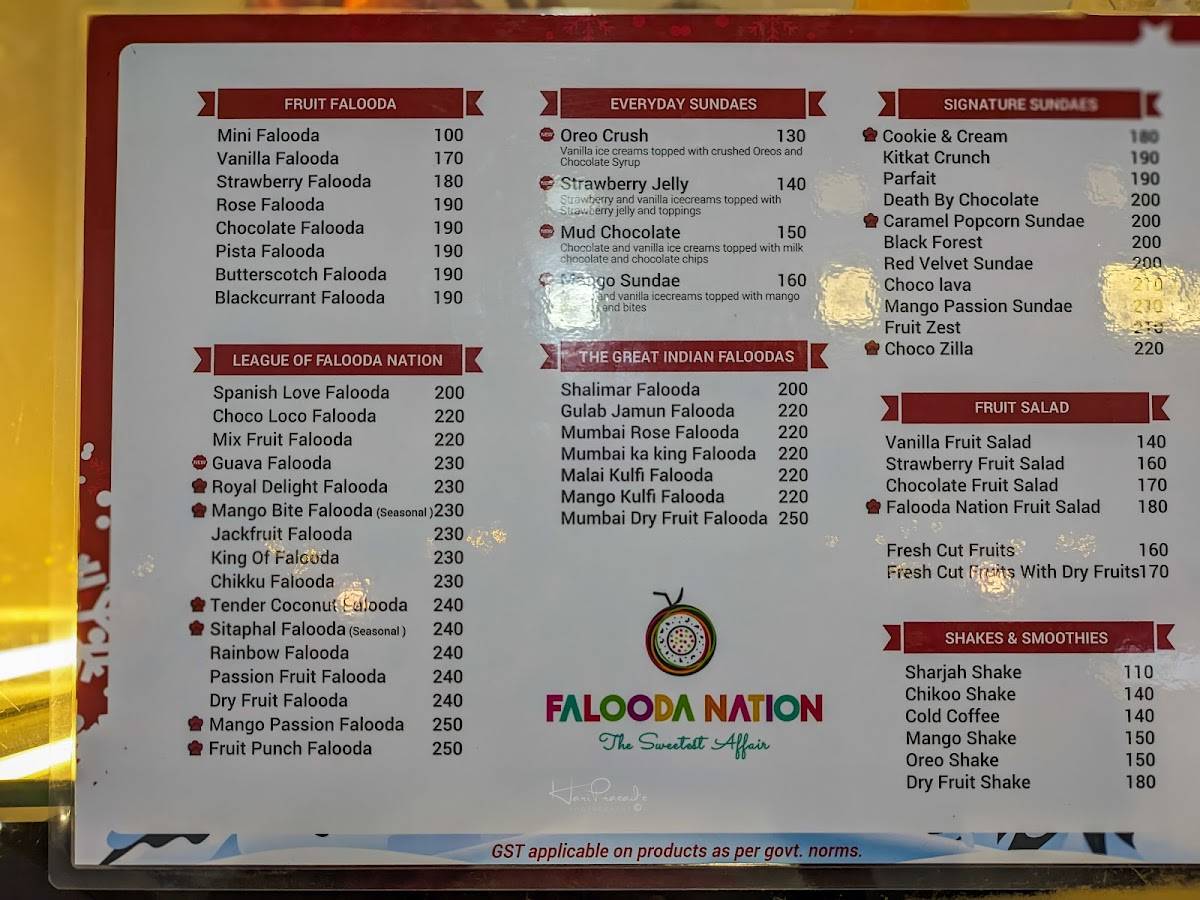 FRUIT FALOODA
Mini Falooda 100
Vanilla Falooda 170
Strawberry Falooda 180
Rose Falooda 190
Chocolate Falooda 190
Pista Falooda 190
Butterscotch Falooda 190
Blackcurrant Falooda 190
LEAGUE OF FALOODA NATION
Spanish Love Falooda 200
Choco Loco Falooda 220
Mix Fruit Falooda 220
NEW Guava Falooda 230
Royal Delight Falooda 230
Mango Bite Falooda (Seasonal) 230
Jackfruit Falooda 230
King Of Falooda 230
Chikku Falooda 230
Tender Coconut Falooda 240
Sitaphal Falooda (Seasonal) 240
Rainbow Falooda 240
Passion Fruit Falooda 240
Dry Fruit Falooda 240
Mango Passion Falooda 250
Fruit Punch Falooda 250
EVERYDAY SUNDAES
NEW Oreo Crush 130
Vanilla ice creams topped with crushed Oreos and
Chocolate Syrup
NEW Strawberry Jelly 140
Strawberry and vanilla icecreams topped with
Strawberry jelly and toppings
NEW Mud Chocolate 150
Chocolate and vanilla ice creams topped with milk
chocolate and chocolate chips
Mango Sundae 160
and vanilla icecreams topped with mango
and bites
THE GREAT INDIAN FALOODAS
Shalimar Falooda 200
Gulab Jamun Falooda 220
Mumbai Rose Falooda 220
Mumbai ka king Falooda 220
Malai Kulfi Falooda 220
Mango Kulfi Falooda 220
Mumbai Dry Fruit Falooda 250
FALOODA NATION
The Sweetest Affair
SIGNATURE SUNDAES
Cookie & Cream 180
Kitkat Crunch 190
Parfait 190
Death By Chocolate 200
Caramel Popcorn Sundae 200
Black Forest 200
Red Velvet Sundae 200
Choco lava 210
Mango Passion Sundae 210
Fruit Zest 210
Choco Zilla 220
FRUIT SALAD
Vanilla Fruit Salad 140
Strawberry Fruit Salad 160
Chocolate Fruit Salad 170
Falooda Nation Fruit Salad 180
Fresh Cut Fruits 160
Fresh Cut Fruits With Dry Fruits 170
SHAKES & SMOOTHIES
Sharjah Shake 110
Chikoo Shake 140
Cold Coffee 140
Mango Shake 150
Oreo Shake 150
Dry Fruit Shake 180
GST applicable on products as per govt. norms.